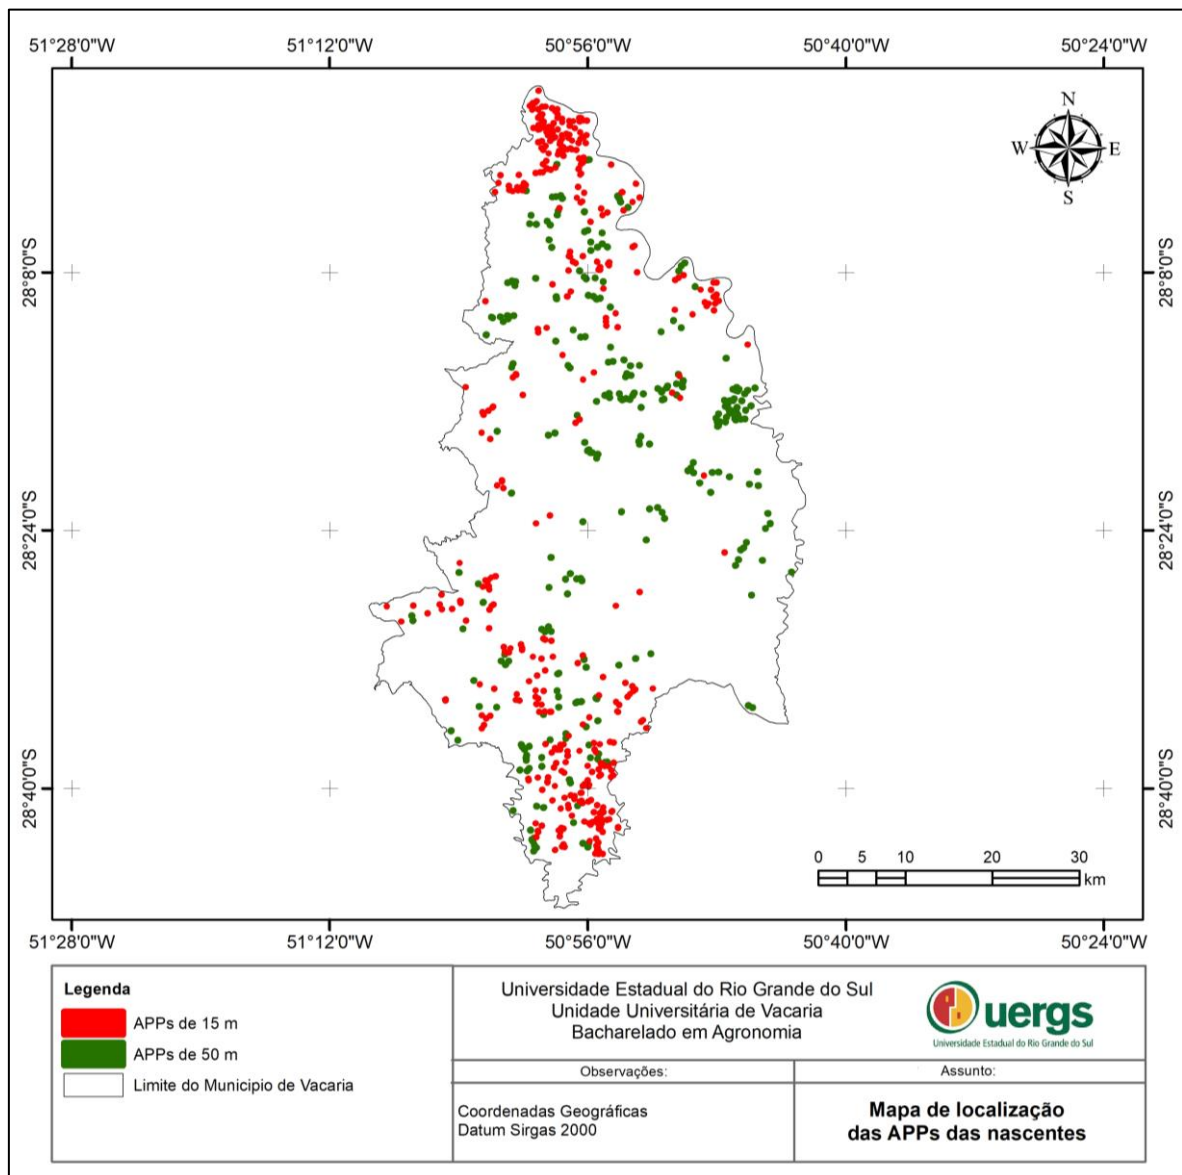 51°28'0"W 51°12'0"W 50°56'0"W 50°40'0"W 50°24'0"W
N
W E
S
28°8'0"S 28°8'0"S
28°24'0"S 28°24'0"S
28°40'0"S 28°40'0"S
0 5 10 20 30
km
51°28'0"W 51°12'0"W 50°56'0"W 50°40'0"W 50°24'0"W
Legenda
APPs de 15 m
APPs de 50 m
Limite do Municipio de Vacaria
Universidade Estadual do Rio Grande do Sul
Unidade Universitária de Vacaria
Bacharelado em Agronomia
uergs
Universidade Estadual do Rio Grande do Sul
Observações:
Assunto:
Coordenadas Geográficas
Datum Sirgas 2000
Mapa de localização
das APPs das nascentes